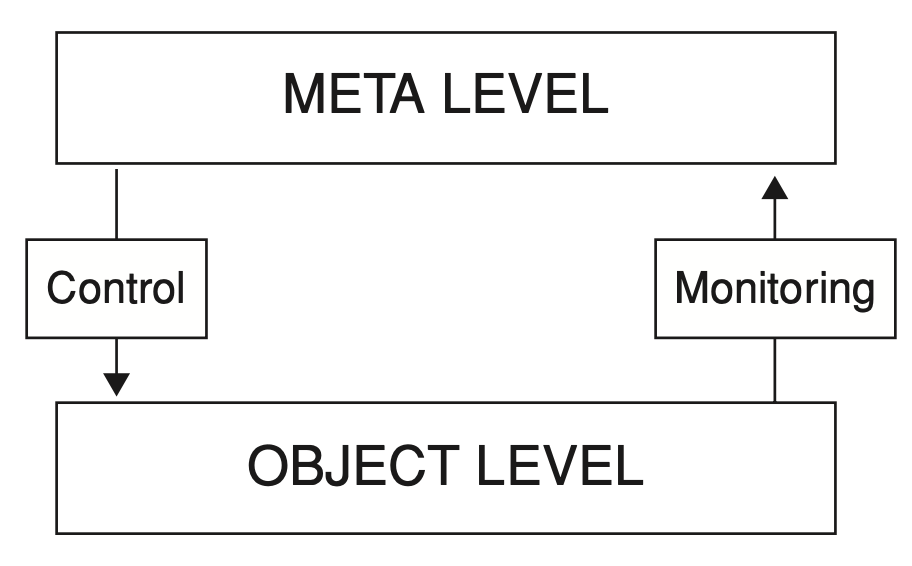 META LEVEL
Control
Monitoring
OBJECT LEVEL